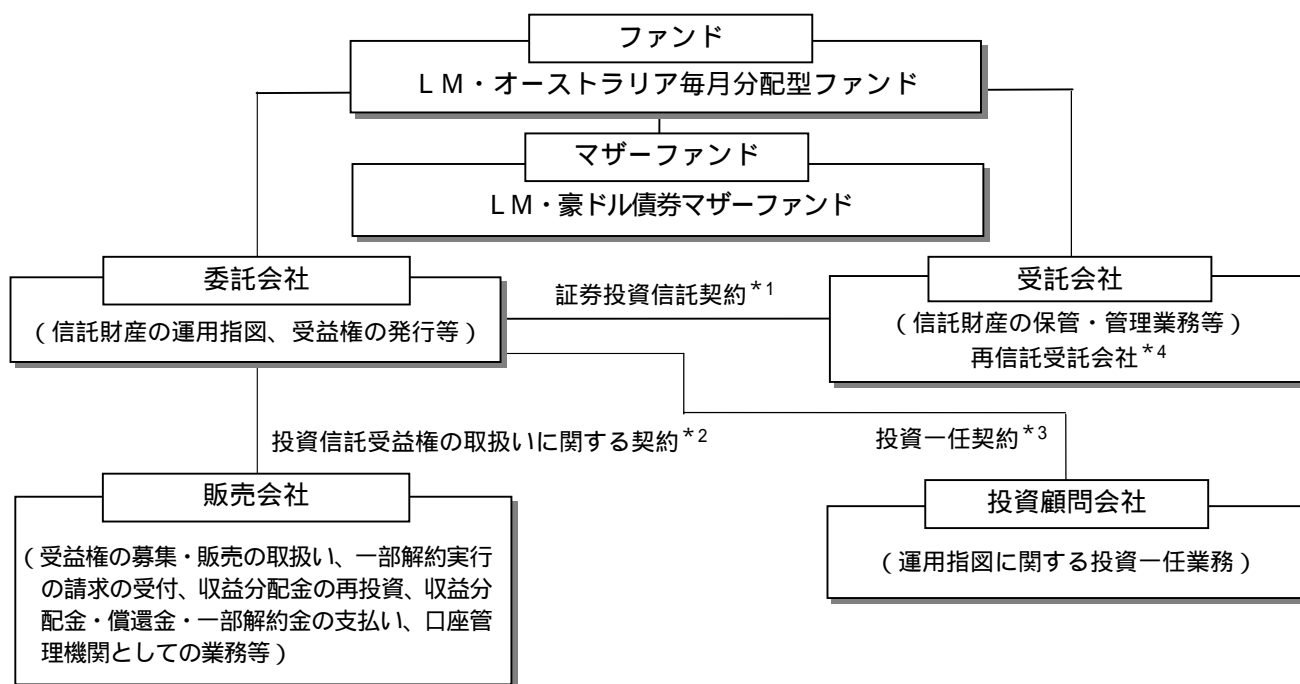 ファンド
LM・オーストラリア毎月分配型ファンド
マザーファンド
LM・豪ドル債券マザーファンド
委託会社
(信託財産の運用指図、受益権の発行等)
証券投資信託契約*1
受託会社
(信託財産の保管・管理業務等)
再信託受託会社*4
投資信託受益権の取扱いに関する契約*2
投資一任契約*3
販売会社
(受益権の募集・販売の取扱い、一部解約実行
の請求の受付、収益分配金の再投資、収益分
配金・償還金・一部解約金の支払い、口座管
理機関としての業務等)
投資顧問会社
(運用指図に関する投資一任業務)